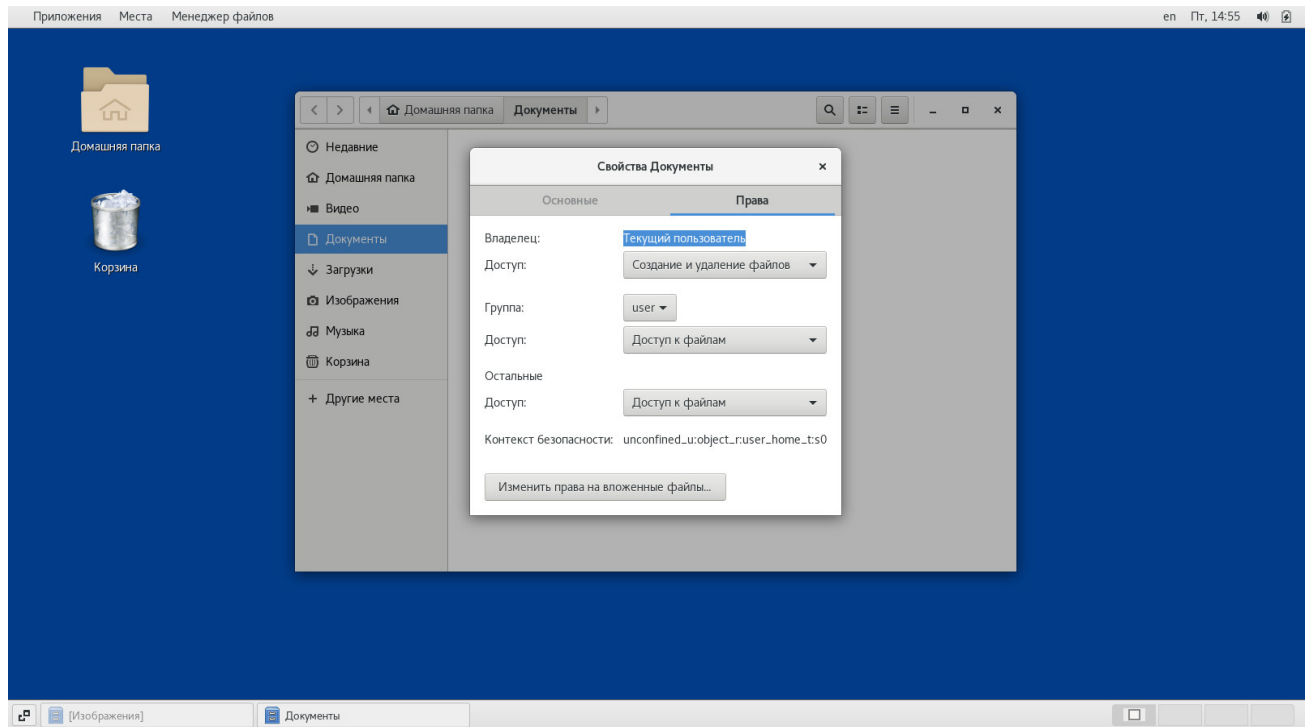 Приложения Места Менеджер файлов en Пт, 14:55
Домашняя папка
Корзина
Домашняя папка Документы
Недавние
Домашняя папка
Видео
Документы
Загрузки
Изображения
Музыка
Корзина
+ Другие места
Свойства Документы
Основные Права
Владелец: Текущий пользователь
Доступ: Создание и удаление файлов
Группа: user
Доступ: Доступ к файлам
Остальные
Доступ: Доступ к файлам
Контекст безопасности: unconfined_u:object_r:user_home_t:s0
Изменить права на вложенные файлы...
[Изображения] Документы